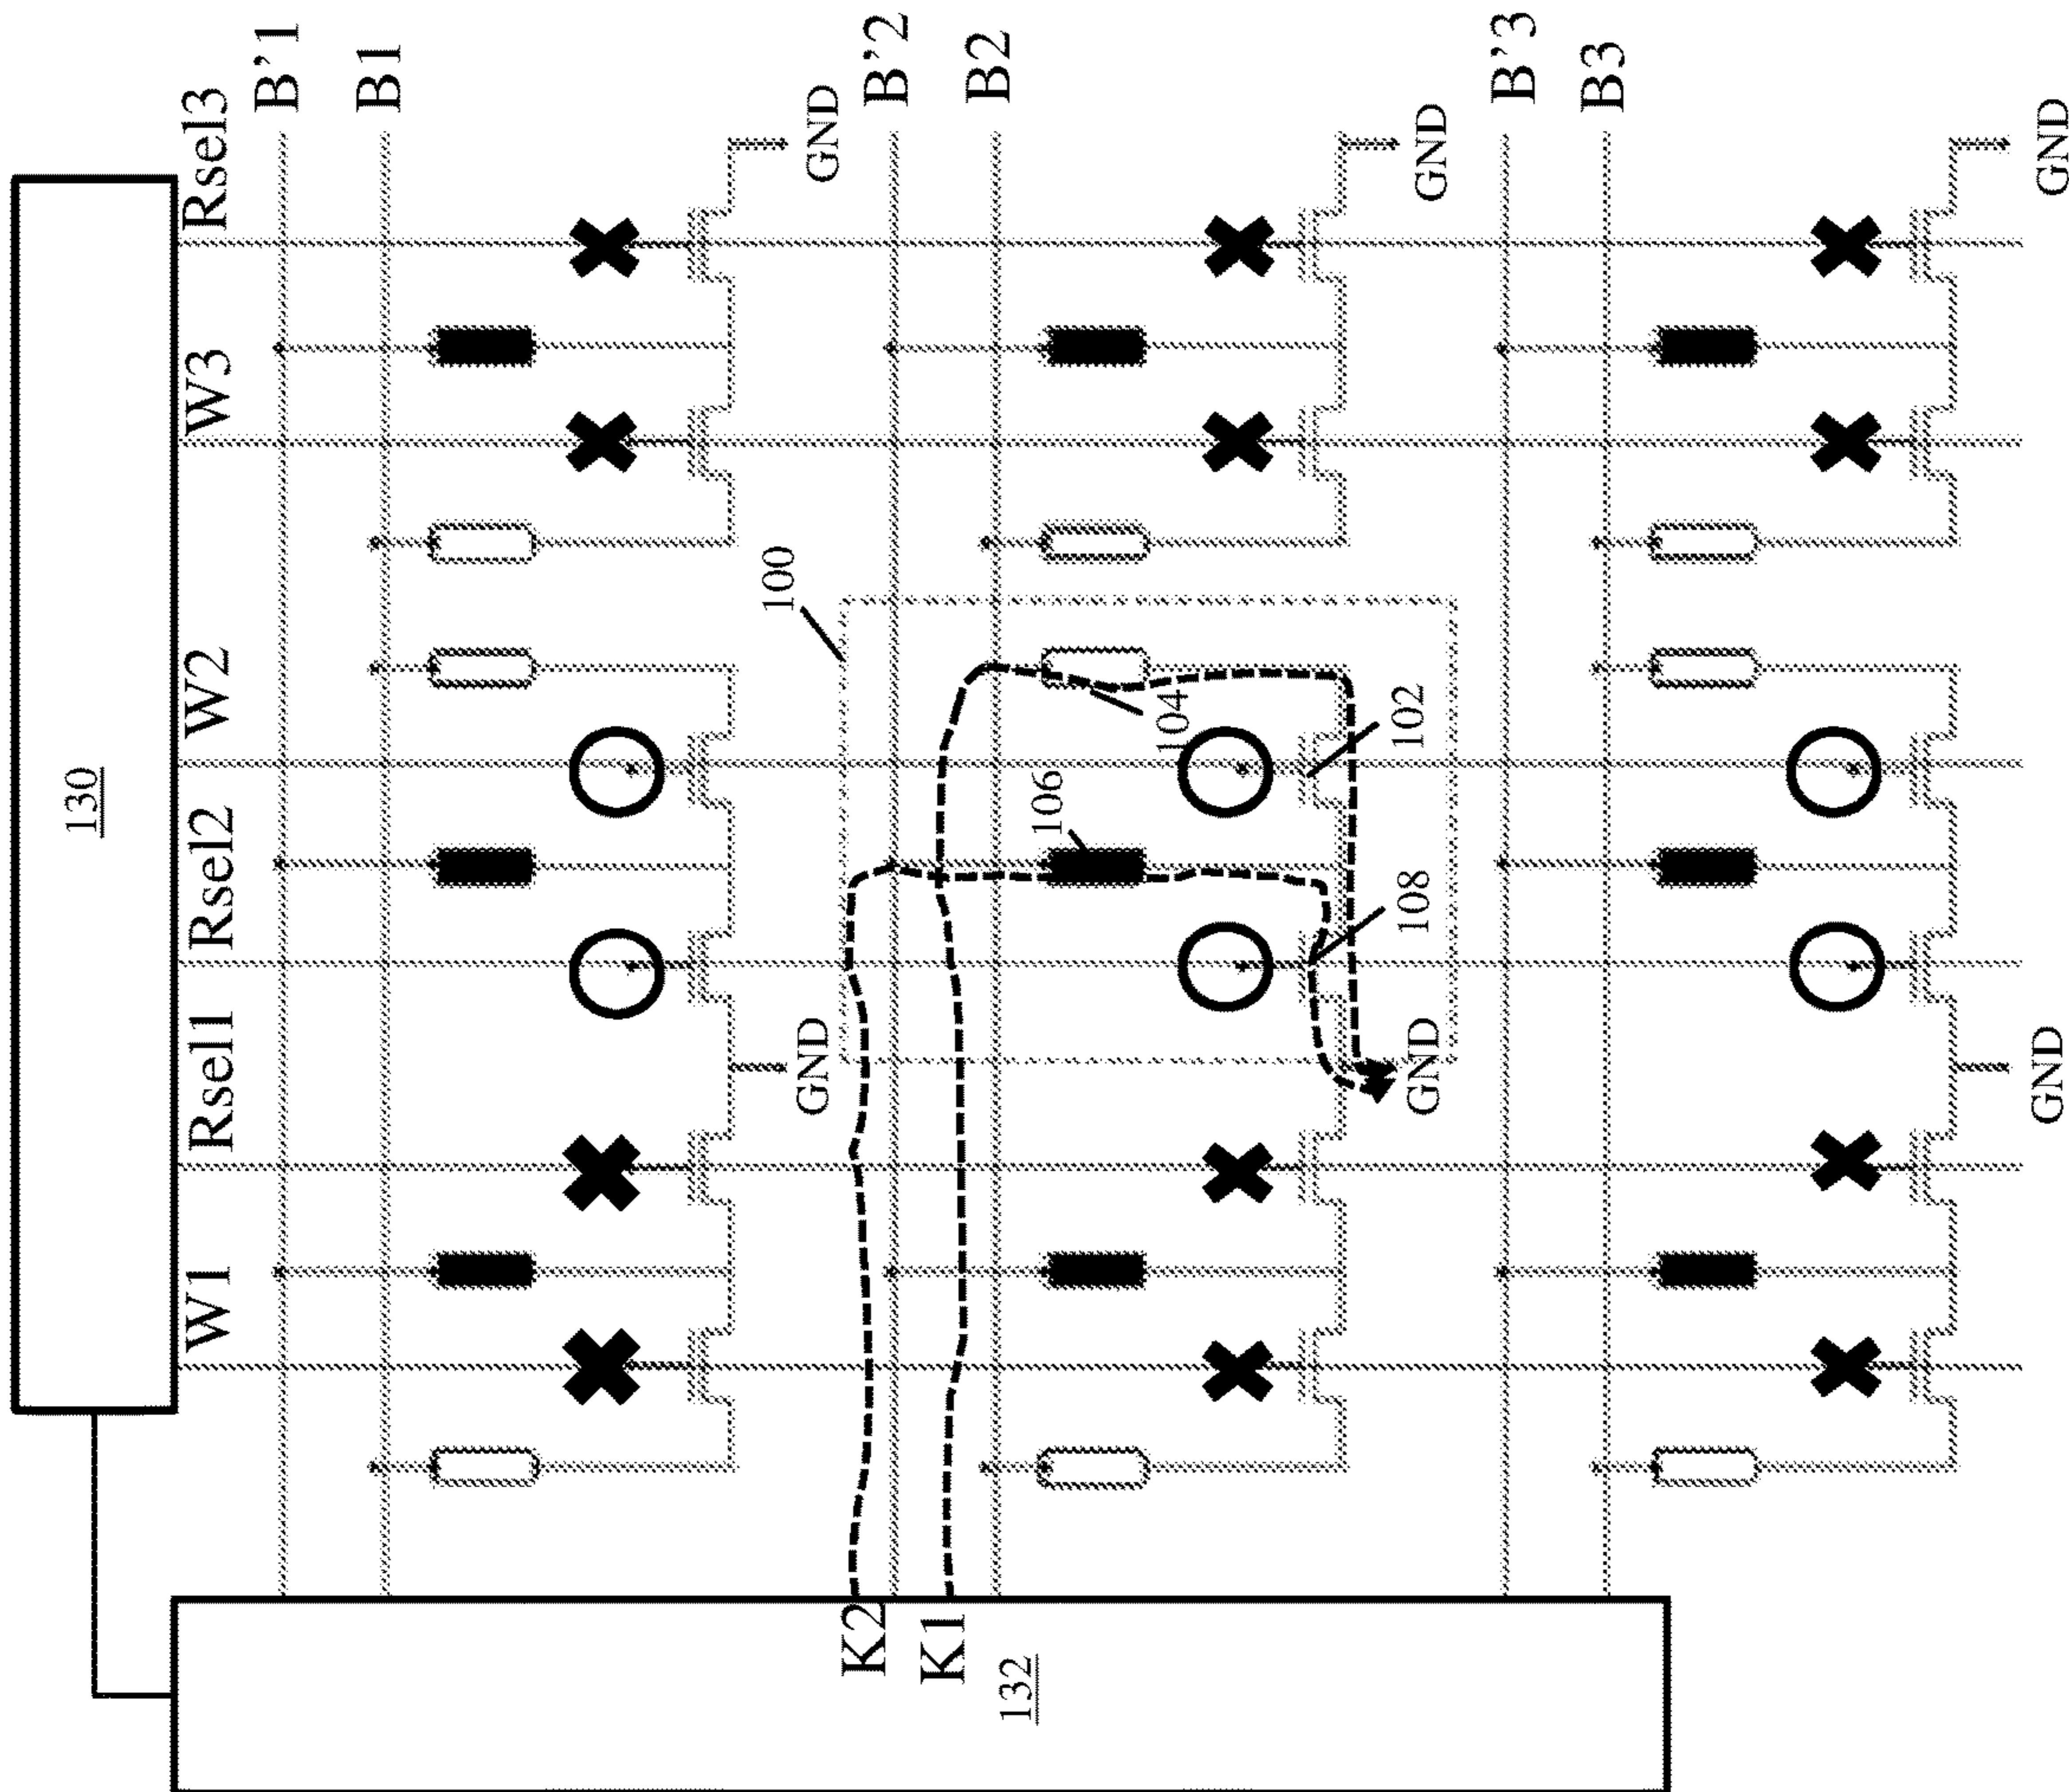 130
W1
Rsel1
Rsel2
W2
W3
Rsel3
B'1
B1
GND
GND
B'2
B2
100
104
106
102
108
GND
GND
B'3
B3
GND
GND
K2
K1
132